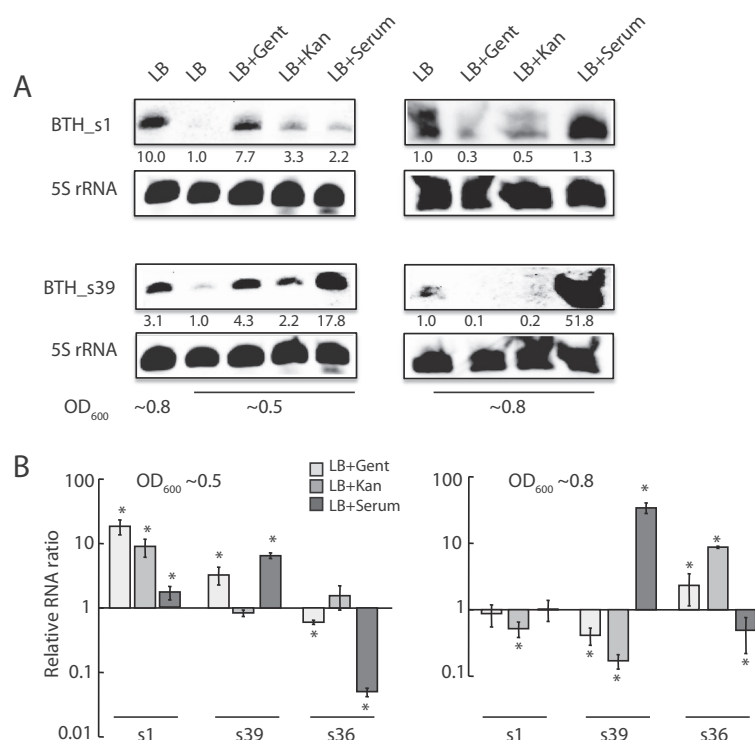 A
LB LB LB+Gent LB+Kan LB+Serum LB LB+Gent LB+Kan LB+Serum
BTH_s1
10.0 1.0 7.7 3.3 2.2 1.0 0.3 0.5 1.3
5S rRNA
BTH_s39
3.1 1.0 4.3 2.2 17.8 1.0 0.1 0.2 51.8
5S rRNA
OD600 ~0.8 ~0.5 ~0.8
B
Relative RNA ratio
100
10
1
0.1
0.01
OD600 ~0.5
* * * * * * *
s1 s39 s36
LB+Gent
LB+Kan
LB+Serum
100
10
1
0.1
OD600 ~0.8
* * * * * * *
s1 s39 s36